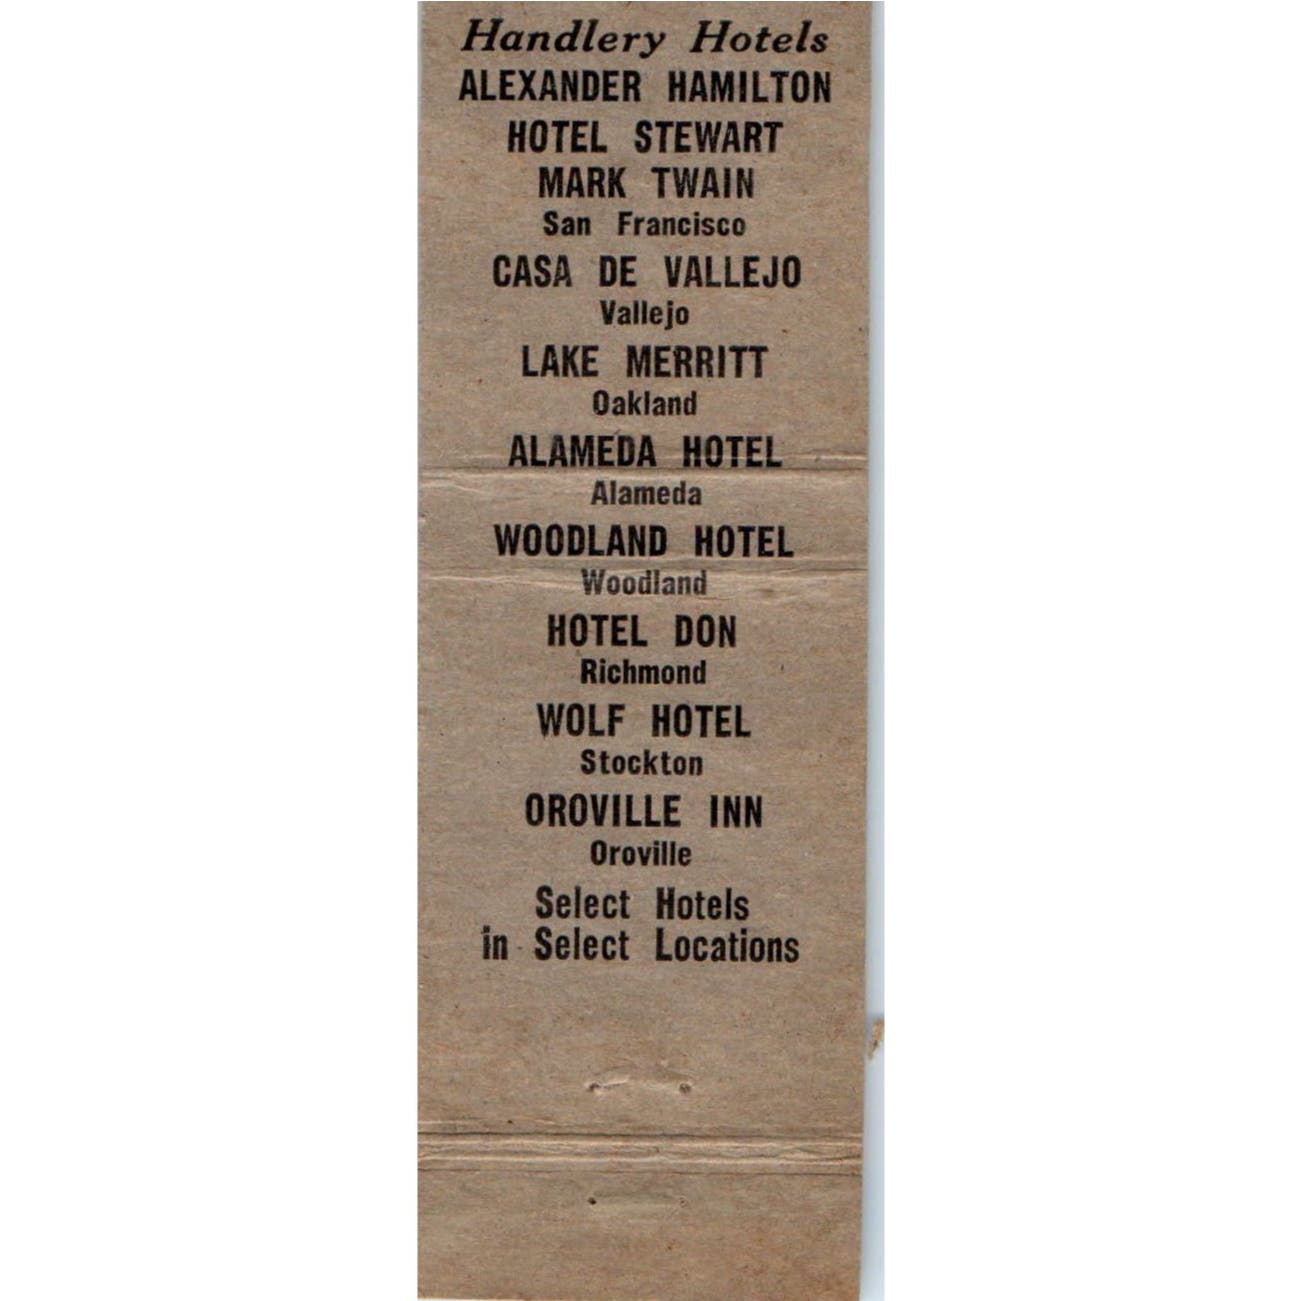 Handlery Hotels
ALEXANDER HAMILTON
HOTEL STEWART
MARK TWAIN
San Francisco
CASA DE VALLEJO
Vallejo
LAKE MERRITT
Oakland
ALAMEDA HOTEL
Alameda
WOODLAND HOTEL
Woodland
HOTEL DON
Richmond
WOLF HOTEL
Stockton
OROVILLE INN
Oroville
Select Hotels
in Select Locations